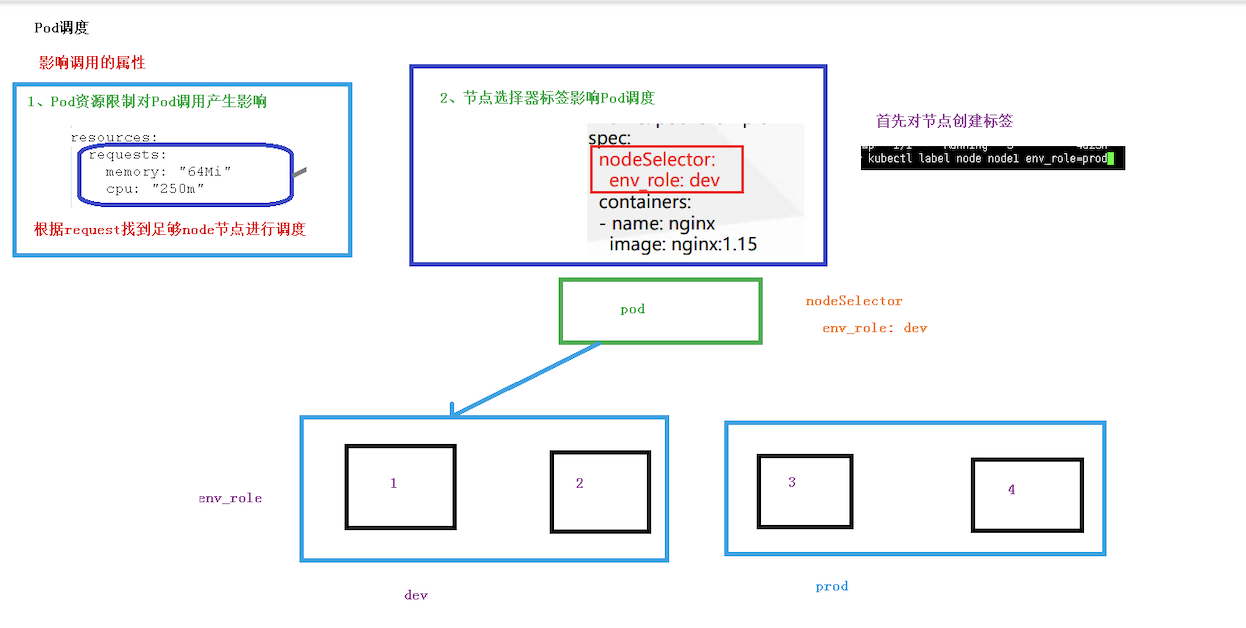 Pod调度
影响调用的属性
1、Pod资源限制对Pod调用产生影响
resources:
requests:
memory: "64Mi"
cpu: "250m"
根据request找到足够node节点进行调度
2、节点选择器标签影响Pod调度
spec:
nodeSelector:
env_role: dev
containers:
- name: nginx
image: nginx:1.15
首先对节点创建标签
kubectl label node node1 env_role=prod
pod
nodeSelector
env_role: dev
env_role
1
2
3
4
dev
prod